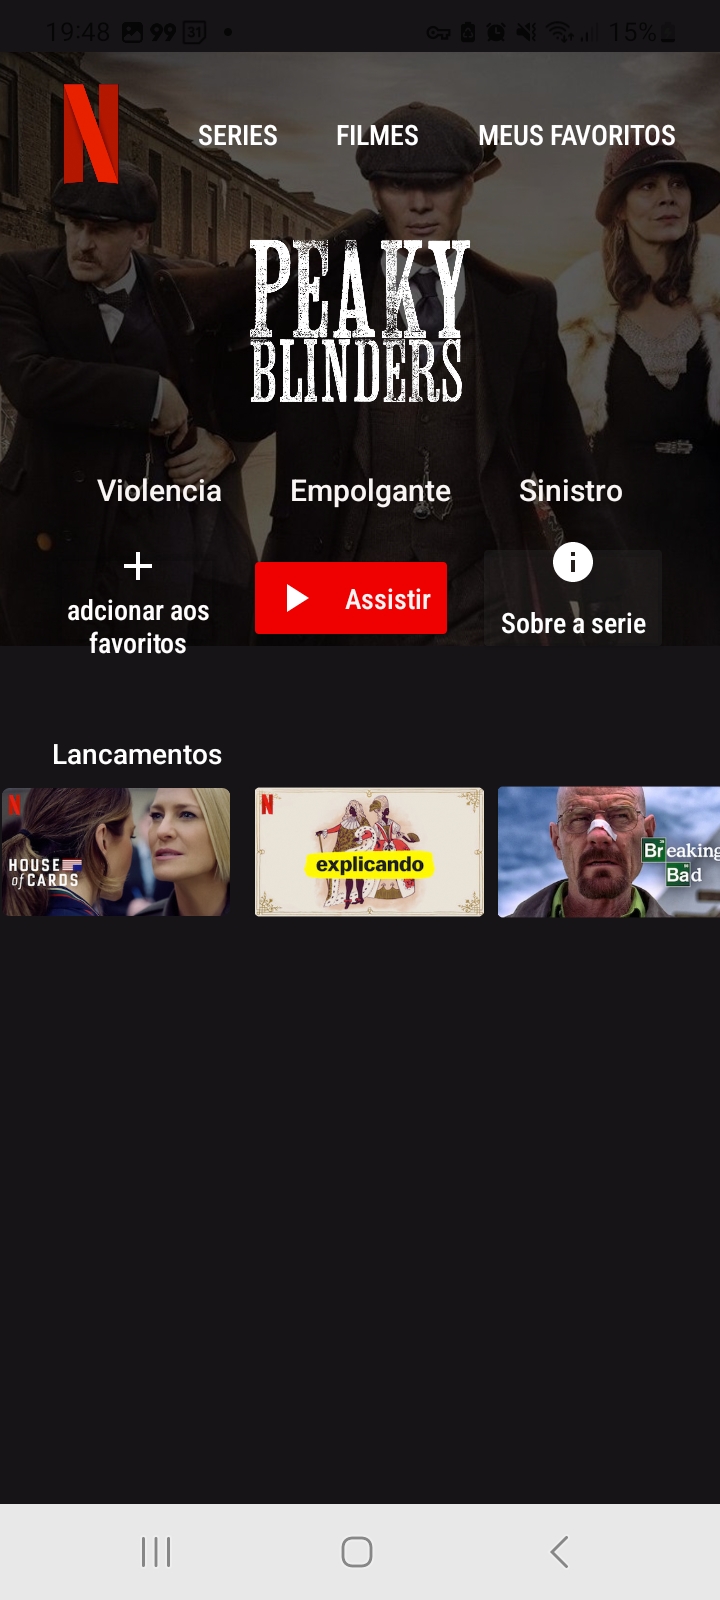 19:48 99 31 15%
N
SERIES FILMES MEUS FAVORITOS
PEAKY
BLINDERS
Violencia Empolgante Sinistro
adcionar aos
favoritos
Assistir
Sobre a serie
Lancamentos
N
HOUSE
of CARDS
N
explicando
Breaking
Bad